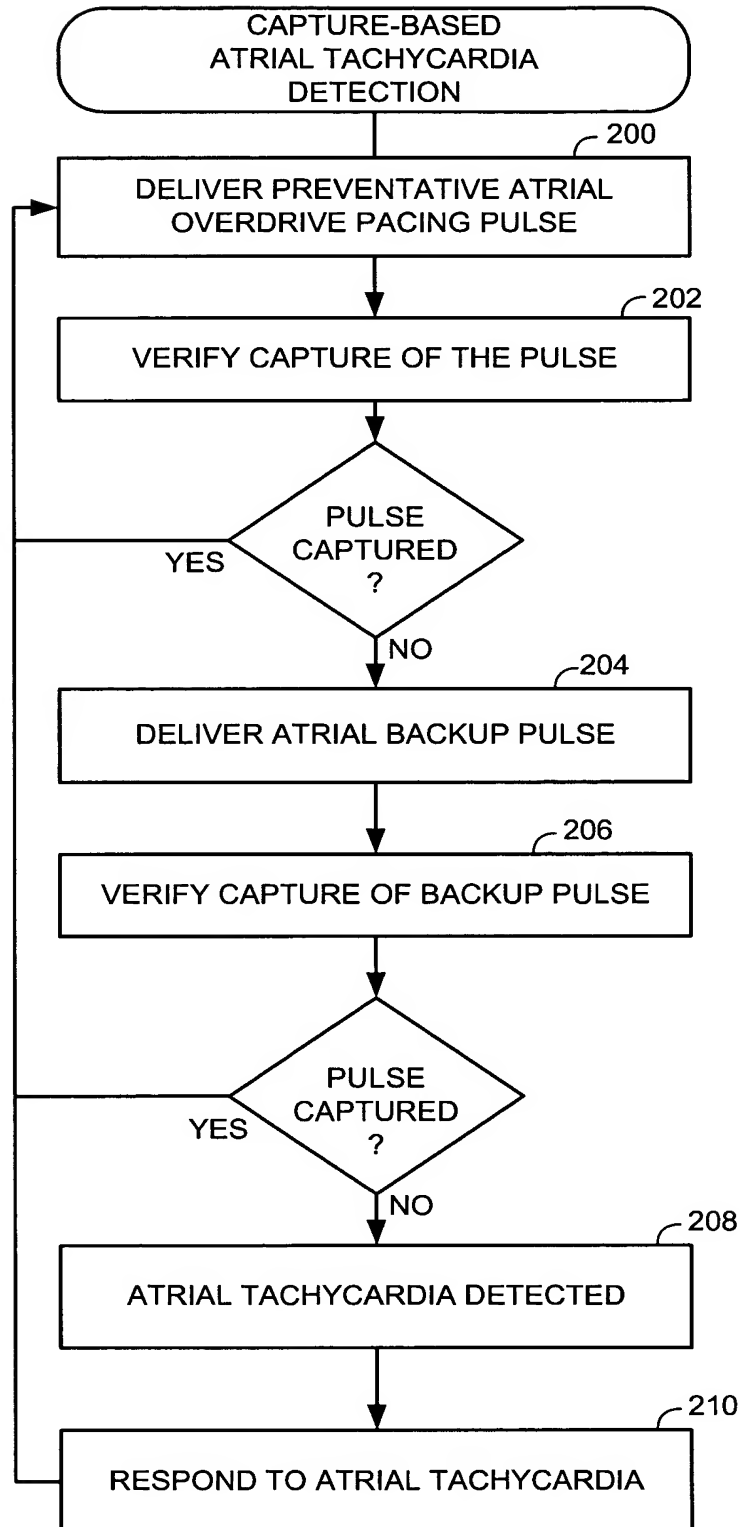 CAPTURE-BASED
ATRIAL TACHYCARDIA
DETECTION
200
DELIVER PREVENTATIVE ATRIAL
OVERDRIVE PACING PULSE
202
VERIFY CAPTURE OF THE PULSE
PULSE
CAPTURED
?
YES
NO
204
DELIVER ATRIAL BACKUP PULSE
206
VERIFY CAPTURE OF BACKUP PULSE
PULSE
CAPTURED
?
YES
NO
208
ATRIAL TACHYCARDIA DETECTED
210
RESPOND TO ATRIAL TACHYCARDIA